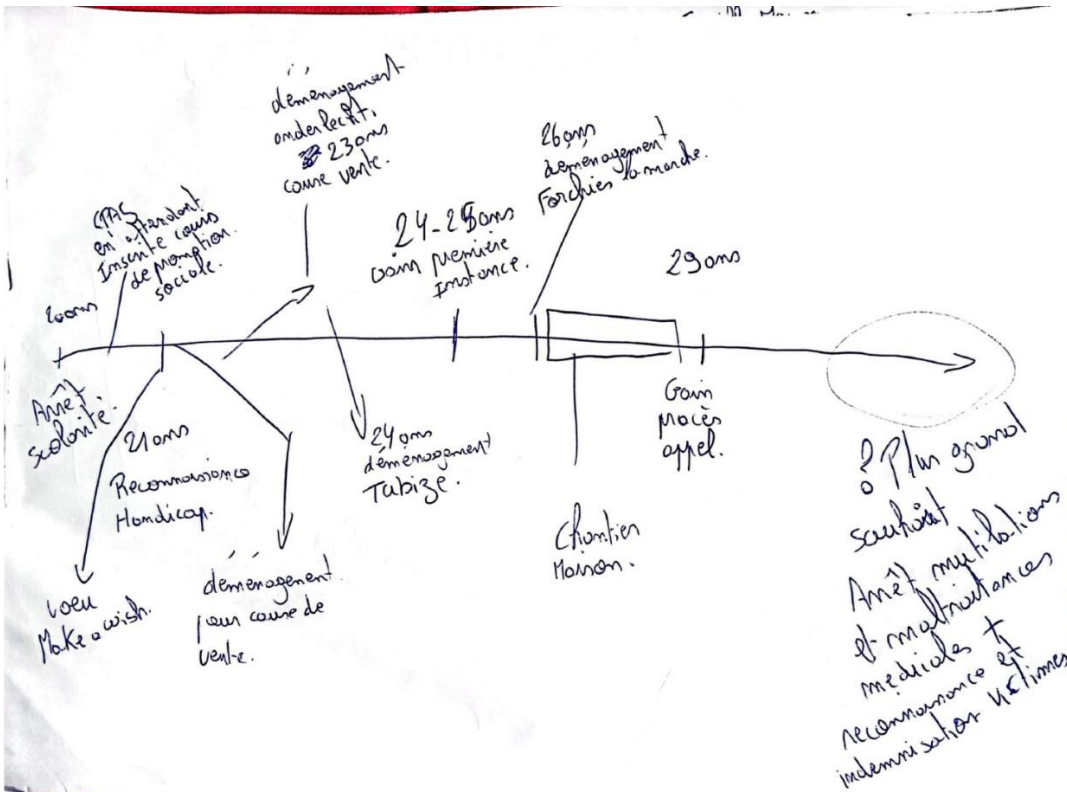 20ans
Arrêt
scolarité.
CPAS
en attendant
Inscrite cours
de promotion
sociale.
21ans
Reconnaissance
Handicap.
voeu
Make a wish.
déménagement
pour cause de
vente.
déménagement
anderlecht,
23ans
cause vente.
24 ans
déménagement
Tubize.
24-25ans
Gain première
Instance.
26ans
déménagement
Forchies la marche.
Chantier
Maison.
29ans
Gain
procès
appel.
? Plus grand
souhait
Arrêt mutilations
et maltraitances
médicales +
reconnaissance et
indemnisation victimes